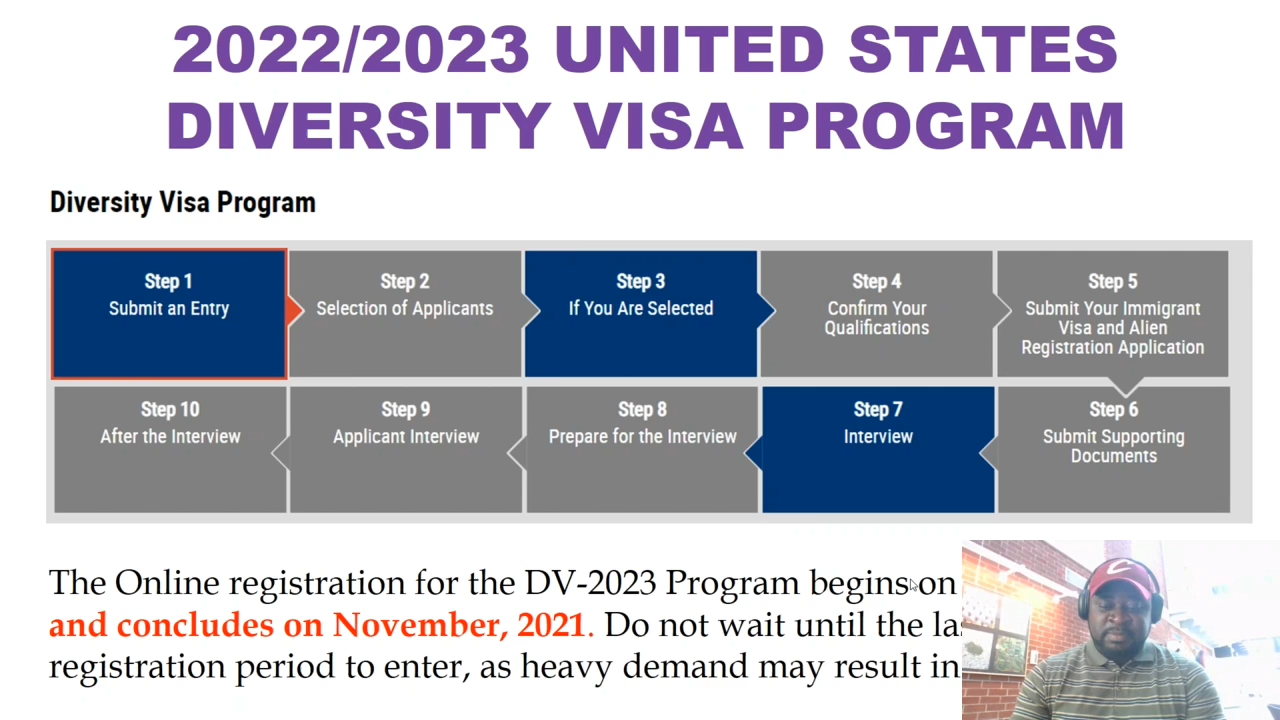 2022/2023 UNITED STATES
DIVERSITY VISA PROGRAM
Diversity Visa Program
Step 1
Submit an Entry
Step 2
Selection of Applicants
Step 3
If You Are Selected
Step 4
Confirm Your
Qualifications
Step 5
Submit Your Immigrant
Visa and Alien
Registration Application
Step 10
After the Interview
Step 9
Applicant Interview
Step 8
Prepare for the Interview
Step 7
Interview
Step 6
Submit Supporting
Documents
The Online registration for the DV-2023 Program begins on
and concludes on November, 2021. Do not wait until the
registration period to enter, as heavy demand may result in